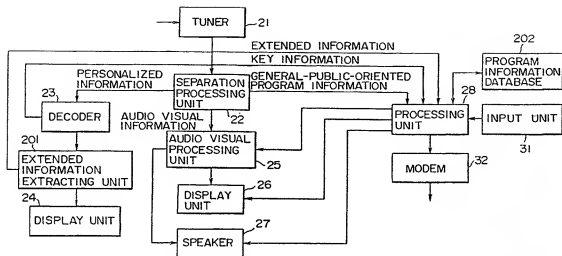 TUNER
21
EXTENDED INFORMATION
KEY INFORMATION
202
PROGRAM
INFORMATION
DATABASE
PERSONALIZED
INFORMATION
SEPARATION
PROCESSING
UNIT
22
GENERAL-PUBLIC-ORIENTED
PROGRAM INFORMATION
23
DECODER
AUDIO VISUAL
INFORMATION
28
PROCESSING
UNIT
INPUT UNIT
31
201
EXTENDED
INFORMATION
EXTRACTING UNIT
AUDIO VISUAL
PROCESSING
UNIT
25
32
MODEM
24
DISPLAY UNIT
26
DISPLAY
UNIT
27
SPEAKER